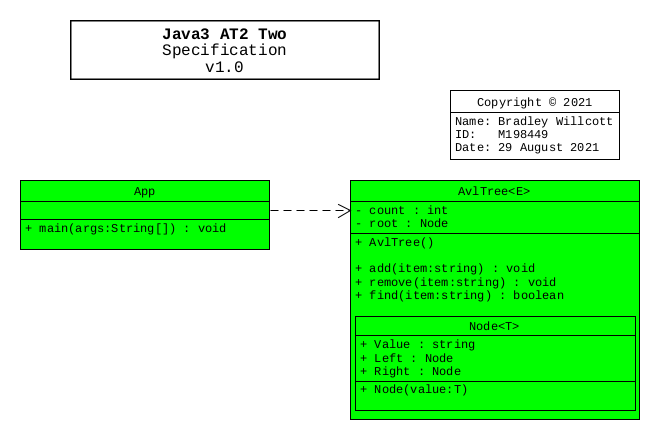 Java3 AT2 Two
Specification
v1.0
Copyright © 2021
Name: Bradley Willcott
ID: M198449
Date: 29 August 2021
App
+ main(args:String[]) : void
AvlTree<E>
- count : int
- root : Node
+ AvlTree()
+ add(item:string) : void
+ remove(item:string) : void
+ find(item:string) : boolean
Node<T>
+ Value : string
+ Left : Node
+ Right : Node
+ Node(value:T)